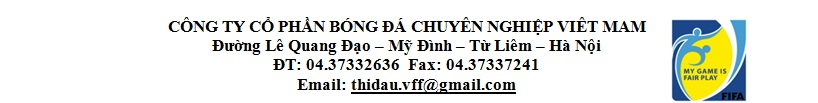 CÔNG TY CỔ PHẦN BÓNG ĐÁ CHUYÊN NGHIỆP VIÊT MAM
Đường Lê Quang Đạo – Mỹ Đình – Từ Liêm – Hà Nội
ĐT: 04.37332636 Fax: 04.37337241
Email: thidau.vff@gmail.com
MY GAME IS
FAIR PLAY
FIFA